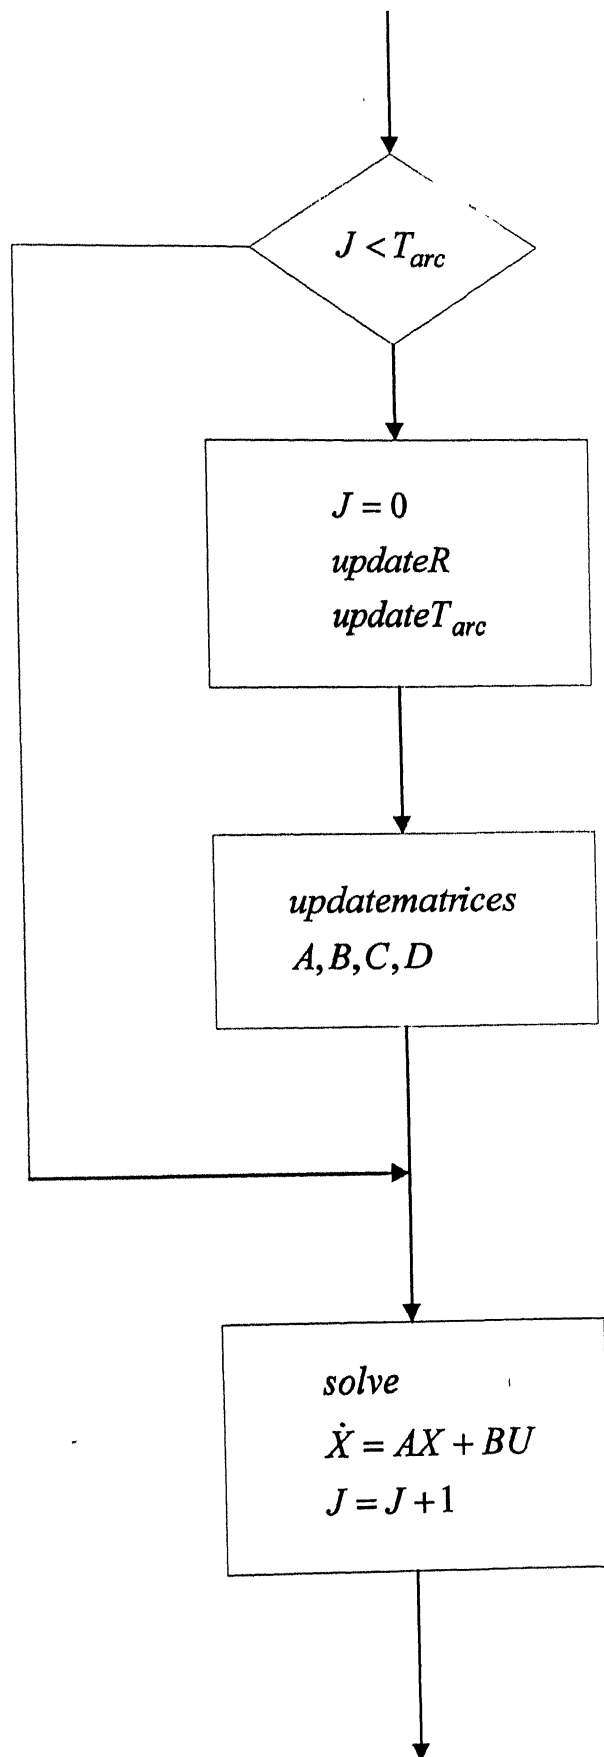 J < T_arc
J = 0
updateR
updateT_arc
updatematrices
A, B, C, D
solve
Ẋ = AX + BU
J = J + 1